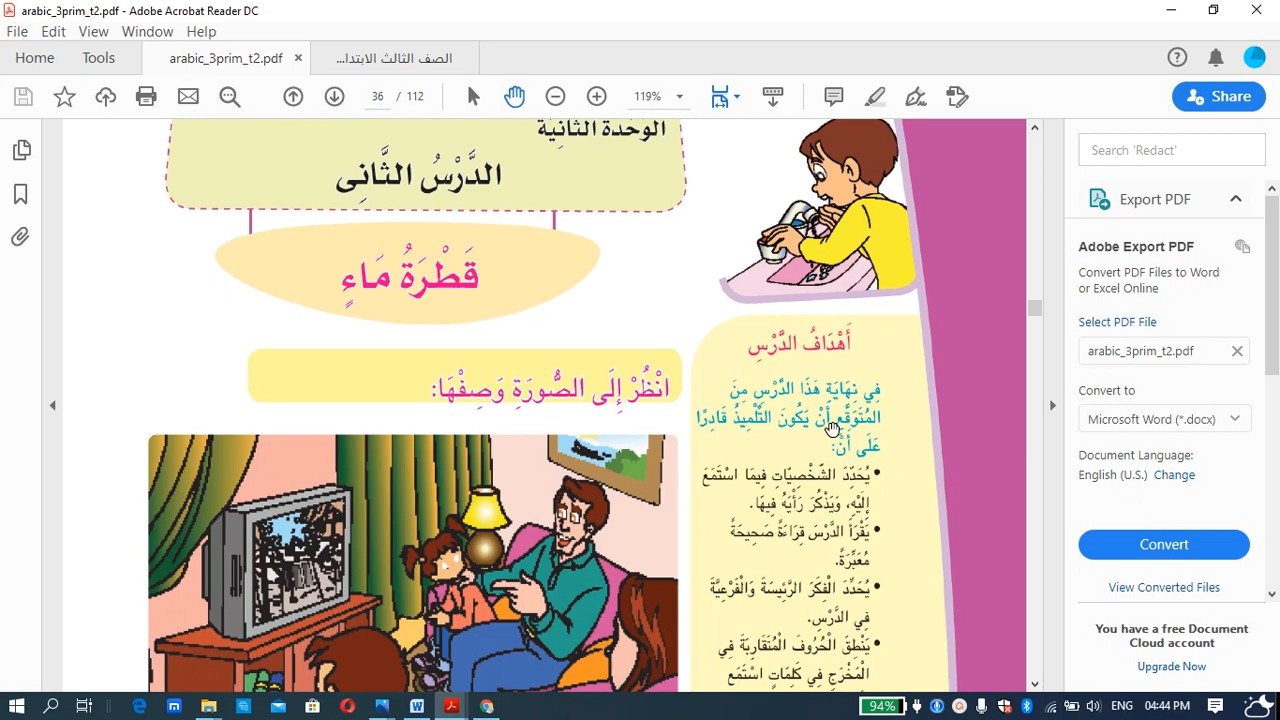 arabic_3prim_t2.pdf - Adobe Acrobat Reader DC
File Edit View Window Help
Home Tools arabic_3prim_t2.pdf × الصف الثالث الابتدا...
36 / 112 119% Share
الوحدة الثانية
الدَّرْسُ الثَّانِى
قَطْرَةُ مَاءٍ
انْظُرْ إِلَى الصُّورَةِ وَصِفْهَا:
أَهْدَافُ الدَّرْسِ
فِي نِهَايَةِ هَذَا الدَّرْسِ مِنَ
المُتَوَقَّعِ أَنْ يَكُونَ التِّلْمِيذُ قَادِرًا
عَلَى أَنْ:
• يُحَدِّدَ الشَّخْصِيَّاتِ فِيمَا اسْتَمَعَ
إِلَيْهِ، وَيَذْكُرَ رَأْيَهُ فِيهَا.
• يَقْرَأَ الدَّرْسَ قِرَاءَةً صَحِيحَةً
مُعَبِّرَةً.
• يُحَدِّدَ الْفِكَرَ الرَّئِيسَةَ وَالْفَرْعِيَّةَ
فِي الدَّرْسِ.
• يَنْطِقَ الْحُرُوفَ الْمُتَقَارِبَةَ فِي
الْمَخْرَجِ فِي كَلِمَاتٍ اسْتَمَعَ
Search 'Redact'
Export PDF
Adobe Export PDF
Convert PDF Files to Word
or Excel Online
Select PDF File
arabic_3prim_t2.pdf
Convert to
Microsoft Word (*.docx)
Document Language:
English (U.S.) Change
Convert
View Converted Files
You have a free Document
Cloud account
Upgrade Now
94% ENG 04:44 PM